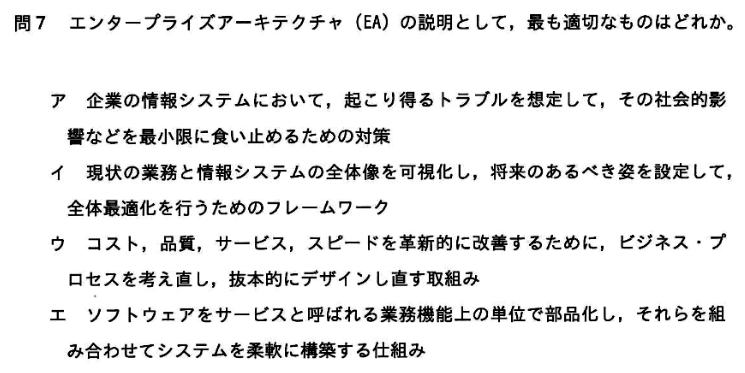 問7 エンタープライズアーキテクチャ（EA）の説明として，最も適切なものはどれか。
ア 企業の情報システムにおいて，起こり得るトラブルを想定して，その社会的影
響などを最小限に食い止めるための対策
イ 現状の業務と情報システムの全体像を可視化し，将来のあるべき姿を設定して，
全体最適化を行うためのフレームワーク
ウ コスト，品質，サービス，スピードを革新的に改善するために，ビジネス・プ
ロセスを考え直し，抜本的にデザインし直す取組み
エ ソフトウェアをサービスと呼ばれる業務機能上の単位で部品化し，それらを組
み合わせてシステムを柔軟に構築する仕組み